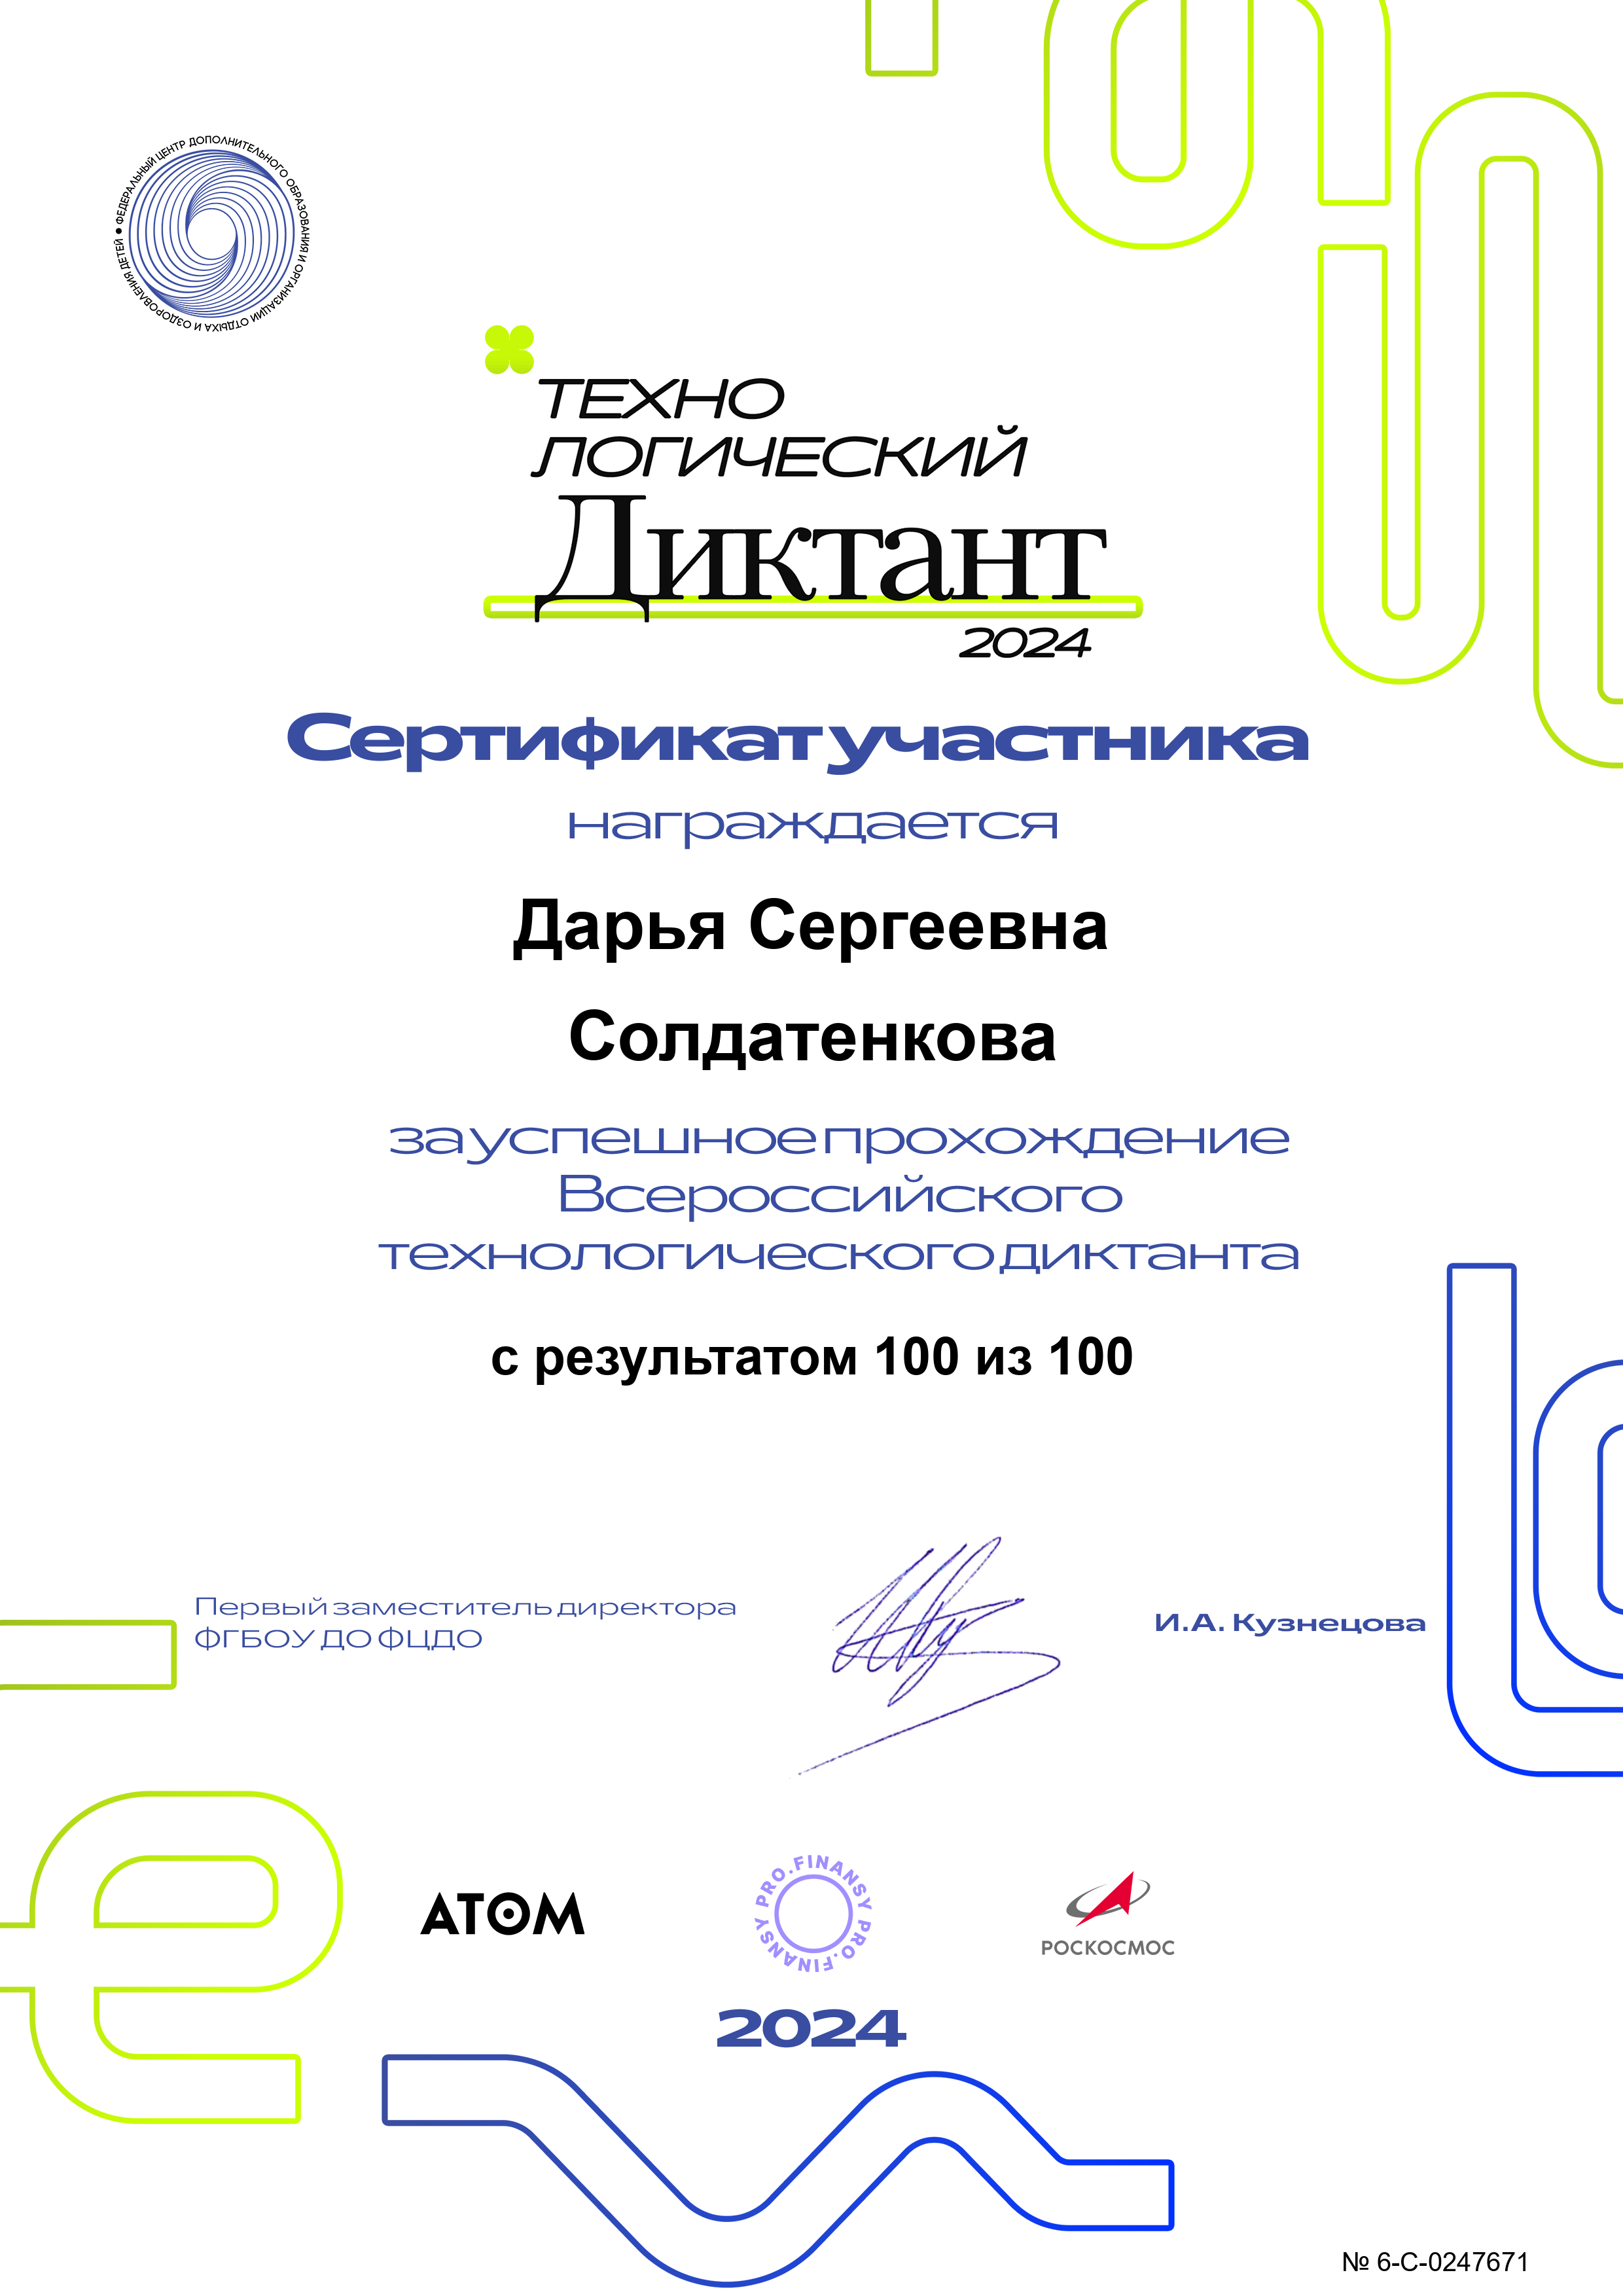 ФЕДЕРАЛЬНЫЙ ЦЕНТР ДОПОЛНИТЕЛЬНОГО ОБРАЗОВАНИЯ И ОРГАНИЗАЦИИ ОТДЫХА И ОЗДОРОВЛЕНИЯ ДЕТЕЙ •
ТЕХНО
ЛОГИЧЕСКИЙ
Диктант
2024
Сертификат участника
награждается
Дарья Сергеевна
Солдатенкова
за успешное прохождение
Всероссийского
технологического диктанта
с результатом 100 из 100
Первый заместитель директора
ФГБОУ ДО ФЦДО
И.А. Кузнецова
АТОМ
PRO.FINANSY PRO.FINANSY
РОСКОСМОС
2024
№ 6-С-0247671